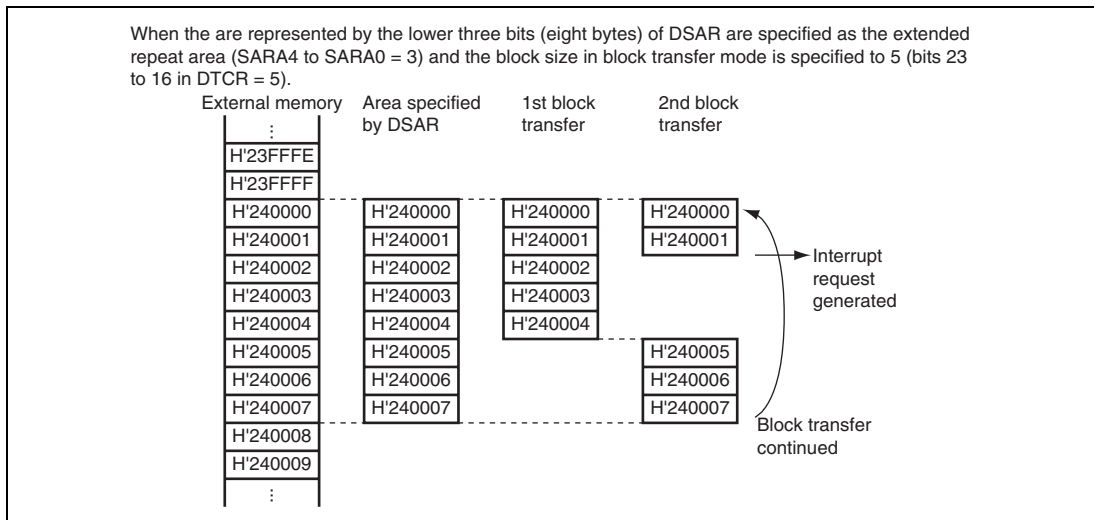 When the are represented by the lower three bits (eight bytes) of DSAR are specified as the extended
repeat area (SARA4 to SARA0 = 3) and the block size in block transfer mode is specified to 5 (bits 23
to 16 in DTCR = 5).
External memory
⋮
H'23FFFE
H'23FFFF
H'240000
H'240001
H'240002
H'240003
H'240004
H'240005
H'240006
H'240007
H'240008
H'240009
⋮
Area specified
by DSAR
H'240000
H'240001
H'240002
H'240003
H'240004
H'240005
H'240006
H'240007
1st block
transfer
H'240000
H'240001
H'240002
H'240003
H'240004
2nd block
transfer
H'240000
H'240001
H'240005
H'240006
H'240007
Interrupt
request
generated
Block transfer
continued